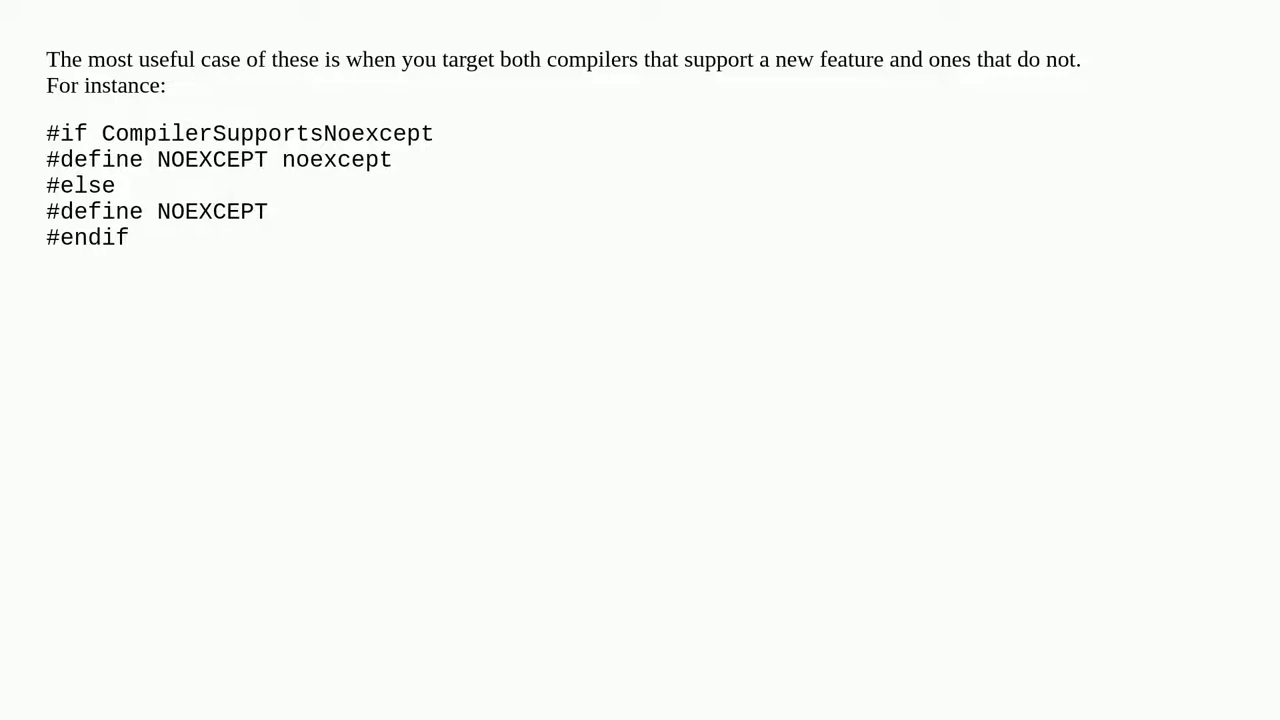 The most useful case of these is when you target both compilers that support a new feature and ones that do not.
For instance:
#if CompilerSupportsNoexcept
#define NOEXCEPT noexcept
#else
#define NOEXCEPT
#endif